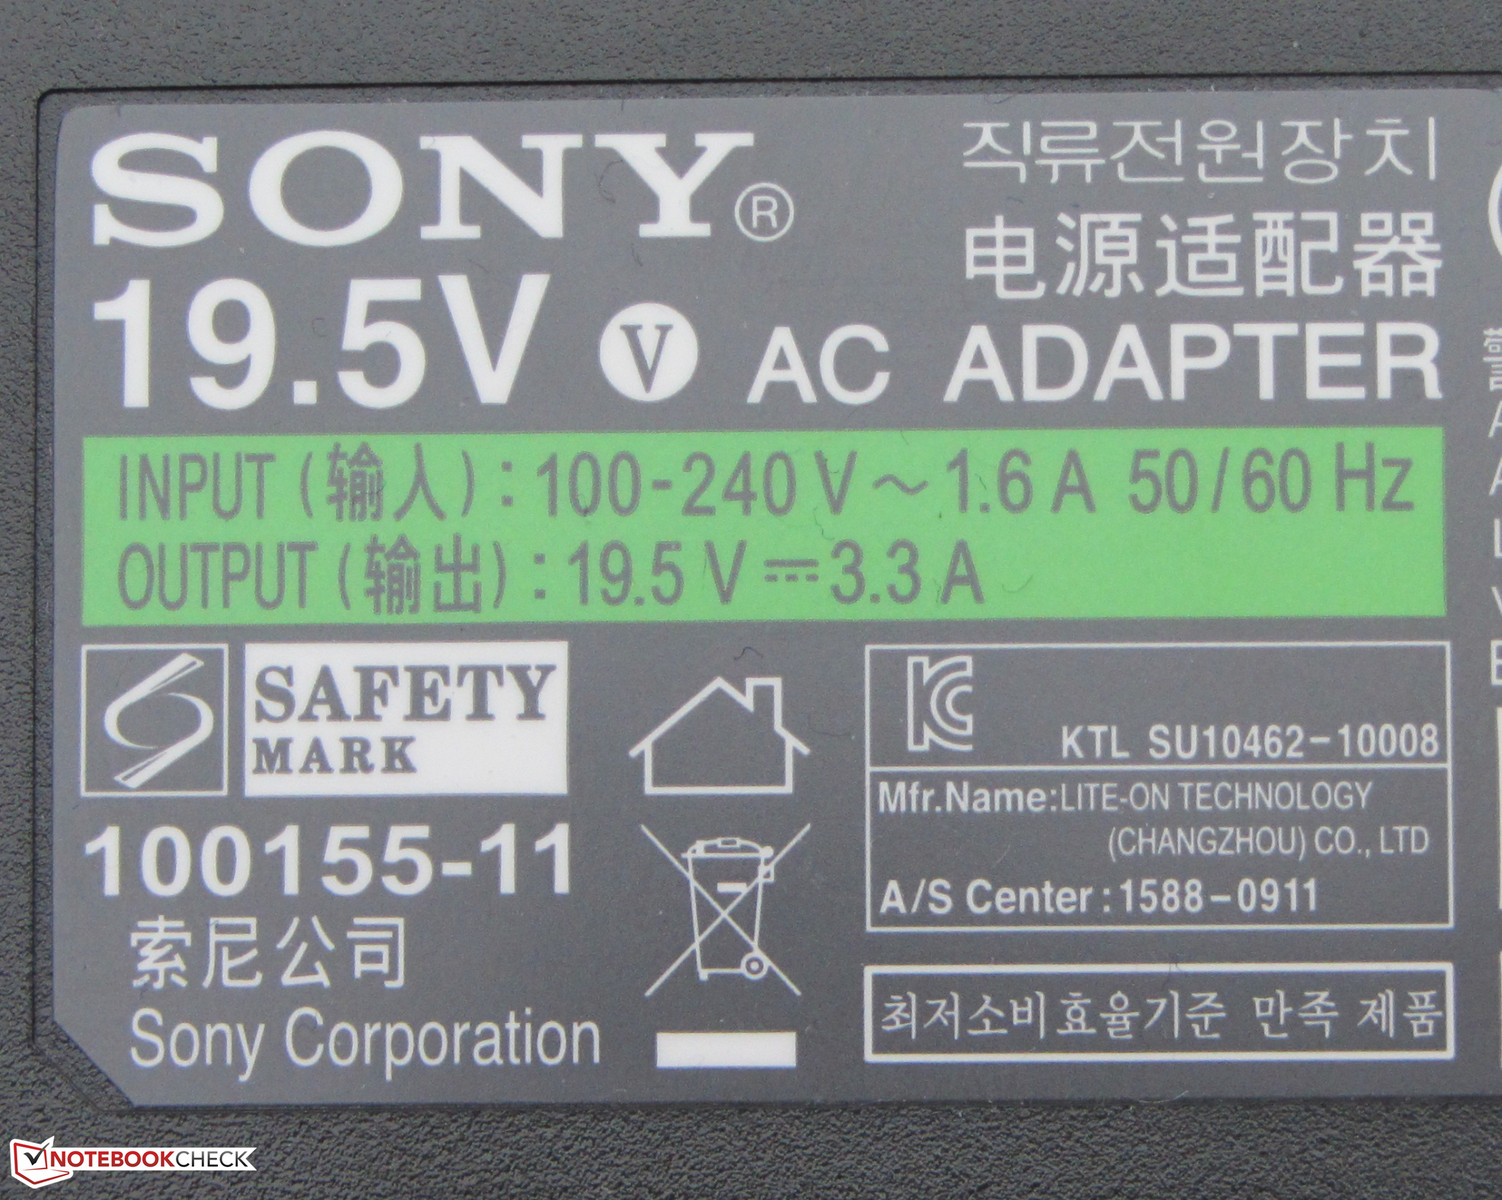 SONY®
직류전원장치
电源适配器
19.5V V AC ADAPTER
INPUT (输入) : 100-240 V ~ 1.6 A 50/60 Hz
OUTPUT (输出) : 19.5 V ⎓ 3.3 A
SAFETY
MARK
100155-11
索尼公司
Sony Corporation
KC
KTL SU10462-10008
Mfr.Name:LITE-ON TECHNOLOGY
(CHANGZHOU) CO., LTD
A/S Center : 1588-0911
최저소비효율기준 만족 제품
NOTEBOOKCHECK